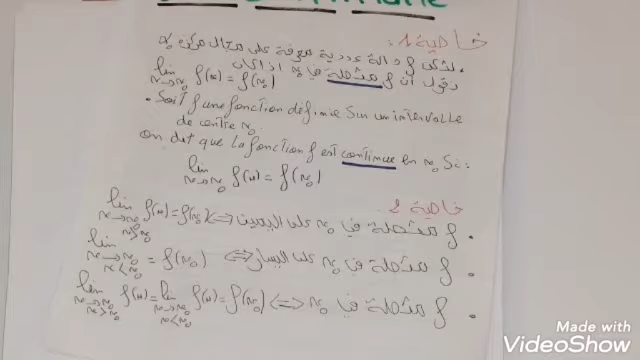 خاصية 1:
لتكن f دالة عددية معرفة على مجال مركزه x₀
نقول أن f متصلة في x₀ إذا كان
lim f(x) = f(x₀)
x→x₀
. Soit f une fonction définie sur un intervalle
de centre x₀
on dit que la fonction f est continue en x₀ si:
lim f(x) = f(x₀)
x→x₀
خاصية 2
. f متصلة في x₀ على اليمين ⟺ lim f(x) = f(x₀)
x→x₀
x>x₀
. f متصلة في x₀ على اليسار ⟺ lim = f(x₀)
x→x₀
x<x₀
. f متصلة في x₀ ⟺ lim f(x) = lim f(x) = f(x₀)
x→x₀ x→x₀
x>x₀ x<x₀
Made with
VideoShow